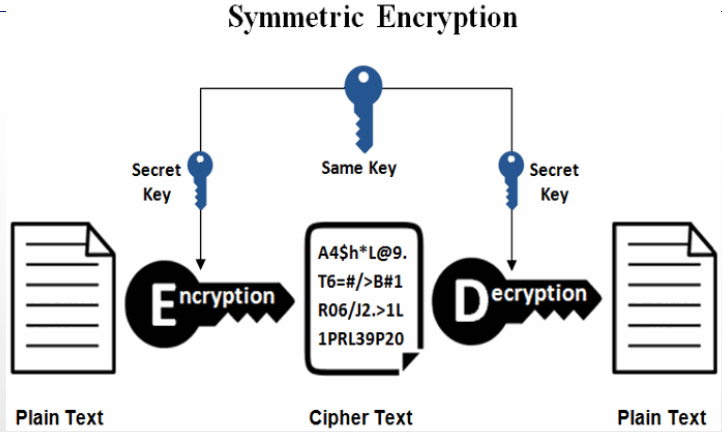 Symmetric Encryption
Secret
Key
Same Key
Secret
Key
Encryption
A4$h*L@9.
T6=#/>B#1
R06/J2.>1L
1PRL39P20
Decryption
Plain Text
Cipher Text
Plain Text